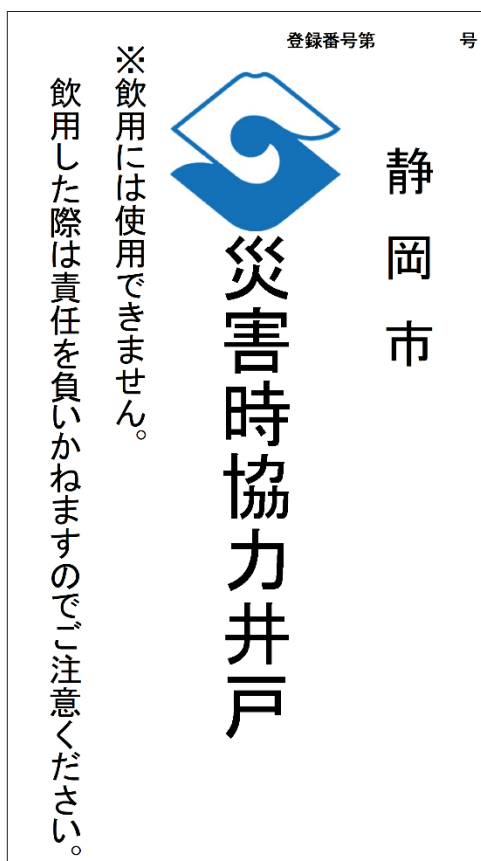 登録番号第 号
静岡市
災害時協力井戸
※飲用には使用できません。
飲用した際は責任を負いかねますのでご注意ください。